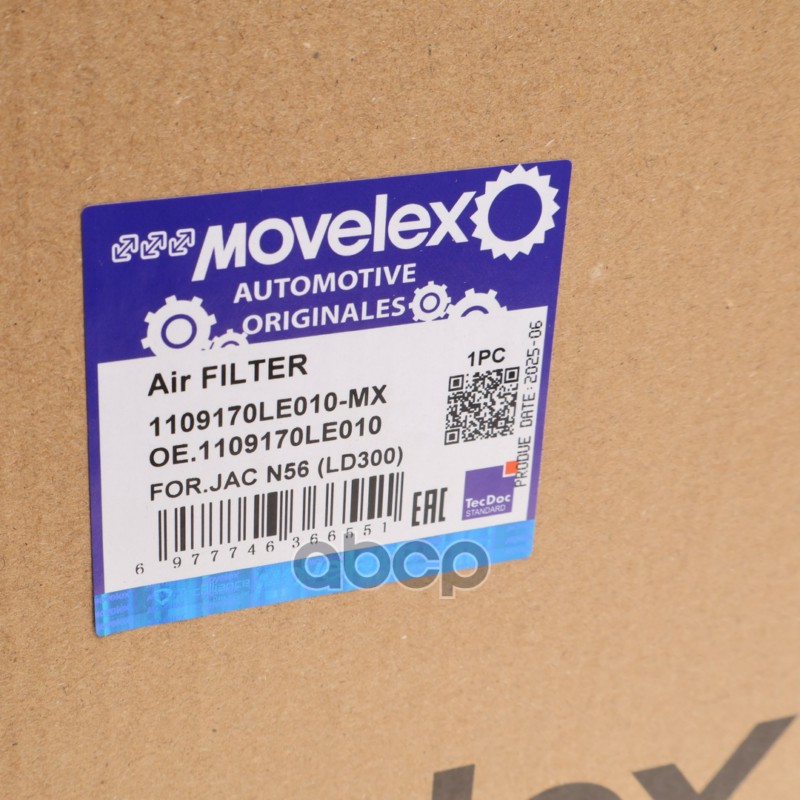 MOVELEX
AUTOMOTIVE
ORIGINALES
Air FILTER
1PC
1109170LE010-MX
OE.1109170LE010
FOR.JAC N56 (LD300)
PRODUE DATE:2025-06
EAC
TecDoc
STANDARD
6 977746 366551
abcp